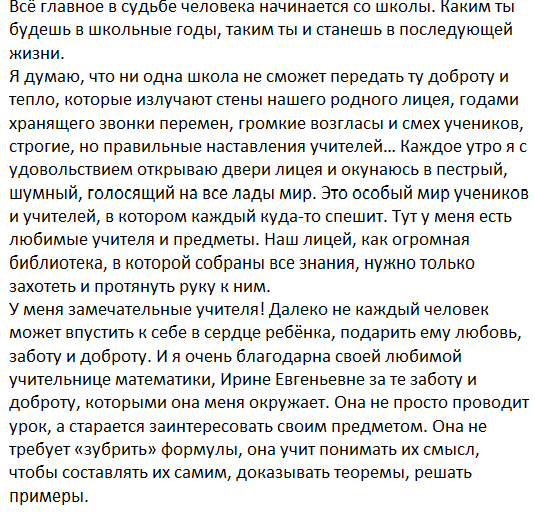 Всё главное в судьбе человека начинается со школы. Каким ты
будешь в школьные годы, таким ты и станешь в последующей
жизни.
Я думаю, что ни одна школа не сможет передать ту доброту и
тепло, которые излучают стены нашего родного лицея, годами
хранящего звонки перемен, громкие возгласы и смех учеников,
строгие, но правильные наставления учителей... Каждое утро я с
удовольствием открываю двери лицея и окунаюсь в пестрый,
шумный, голосящий на все лады мир. Это особый мир учеников
и учителей, в котором каждый куда-то спешит. Тут у меня есть
любимые учителя и предметы. Наш лицей, как огромная
библиотека, в которой собраны все знания, нужно только
захотеть и протянуть руку к ним.
У меня замечательные учителя! Далеко не каждый человек
может впустить к себе в сердце ребёнка, подарить ему любовь,
заботу и доброту. И я очень благодарна своей любимой
учительнице математики, Ирине Евгеньевне за те заботу и
доброту, которыми она меня окружает. Она не просто проводит
урок, а старается заинтересовать своим предметом. Она не
требует «зубрить» формулы, она учит понимать их смысл,
чтобы составлять их самим, доказывать теоремы, решать
примеры.